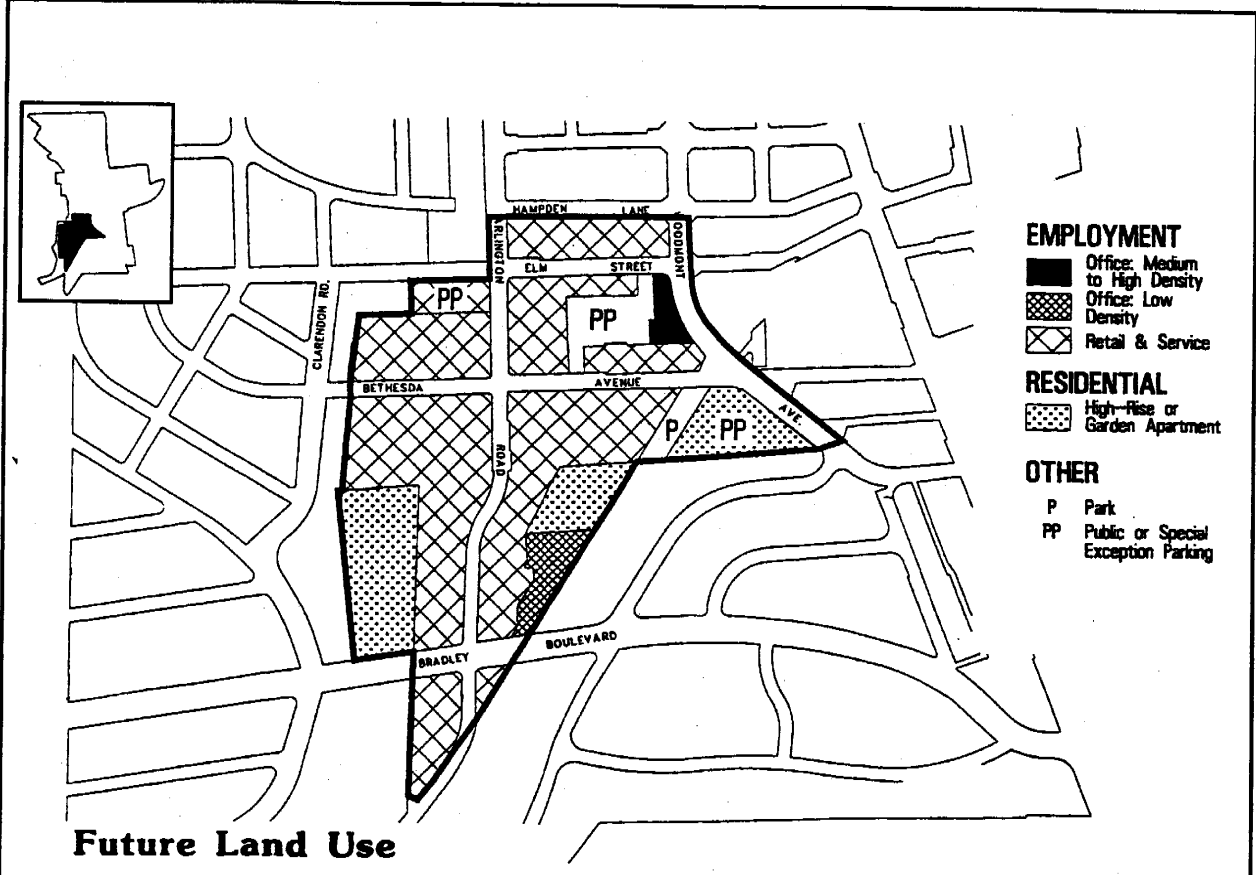 HAMPDEN LANE
ARLINGTON
WOODMONT
ELM STREET
CLARENDON RD.
PP
PP
BETHESDA AVENUE
AVE.
P
PP
ROAD
BRADLEY BOULEVARD
EMPLOYMENT
Office: Medium
to High Density
Office: Low
Density
Retail & Service
RESIDENTIAL
High-Rise or
Garden Apartment
OTHER
P Park
PP Public or Special
Exception Parking
Future Land Use